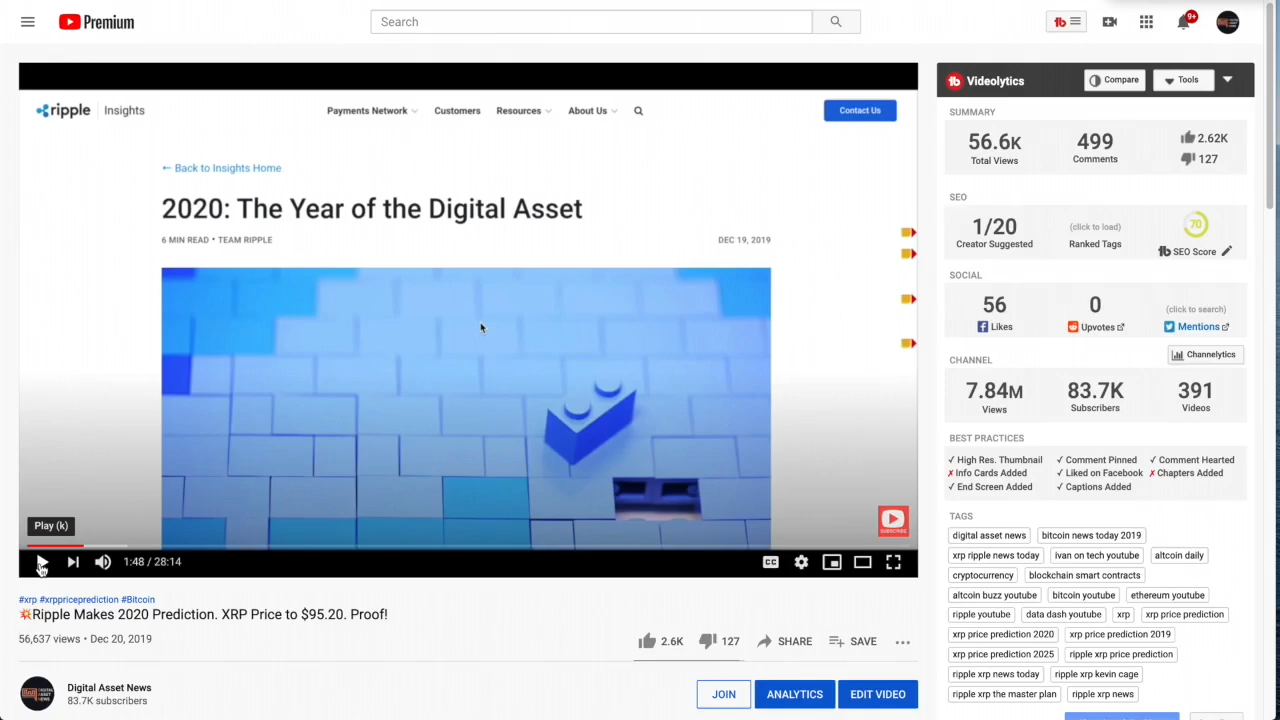 Premium
Search
9+
ripple Insights
Payments Network
Customers
Resources
About Us
Contact Us
← Back to Insights Home
2020: The Year of the Digital Asset
6 MIN READ • TEAM RIPPLE
DEC 19, 2019
SUBSCRIBE
Play (k)
1:48 / 28:14
CC
#xrp #xrppriceprediction #Bitcoin
💥Ripple Makes 2020 Prediction. XRP Price to $95.20. Proof!
56,637 views • Dec 20, 2019
2.6K
127
SHARE
SAVE
Digital Asset News
83.7K subscribers
JOIN
ANALYTICS
EDIT VIDEO
tb Videolytics
Compare
Tools
SUMMARY
56.6K
Total Views
499
Comments
2.62K
127
SEO
1/20
Creator Suggested
(click to load)
Ranked Tags
70
tb SEO Score
SOCIAL
56
Likes
0
Upvotes
(click to search)
Mentions
CHANNEL
Channelytics
7.84M
Views
83.7K
Subscribers
391
Videos
BEST PRACTICES
✓ High Res. Thumbnail ✓ Comment Pinned ✓ Comment Hearted
✗ Info Cards Added ✓ Liked on Facebook ✗ Chapters Added
✓ End Screen Added ✓ Captions Added
TAGS
digital asset news bitcoin news today 2019
xrp ripple news today ivan on tech youtube altcoin daily
cryptocurrency blockchain smart contracts
altcoin buzz youtube bitcoin youtube ethereum youtube
ripple youtube data dash youtube xrp xrp price prediction
xrp price prediction 2020 xrp price prediction 2019
xrp price prediction 2025 ripple xrp price prediction
ripple xrp news today ripple xrp kevin cage
ripple xrp the master plan ripple xrp news